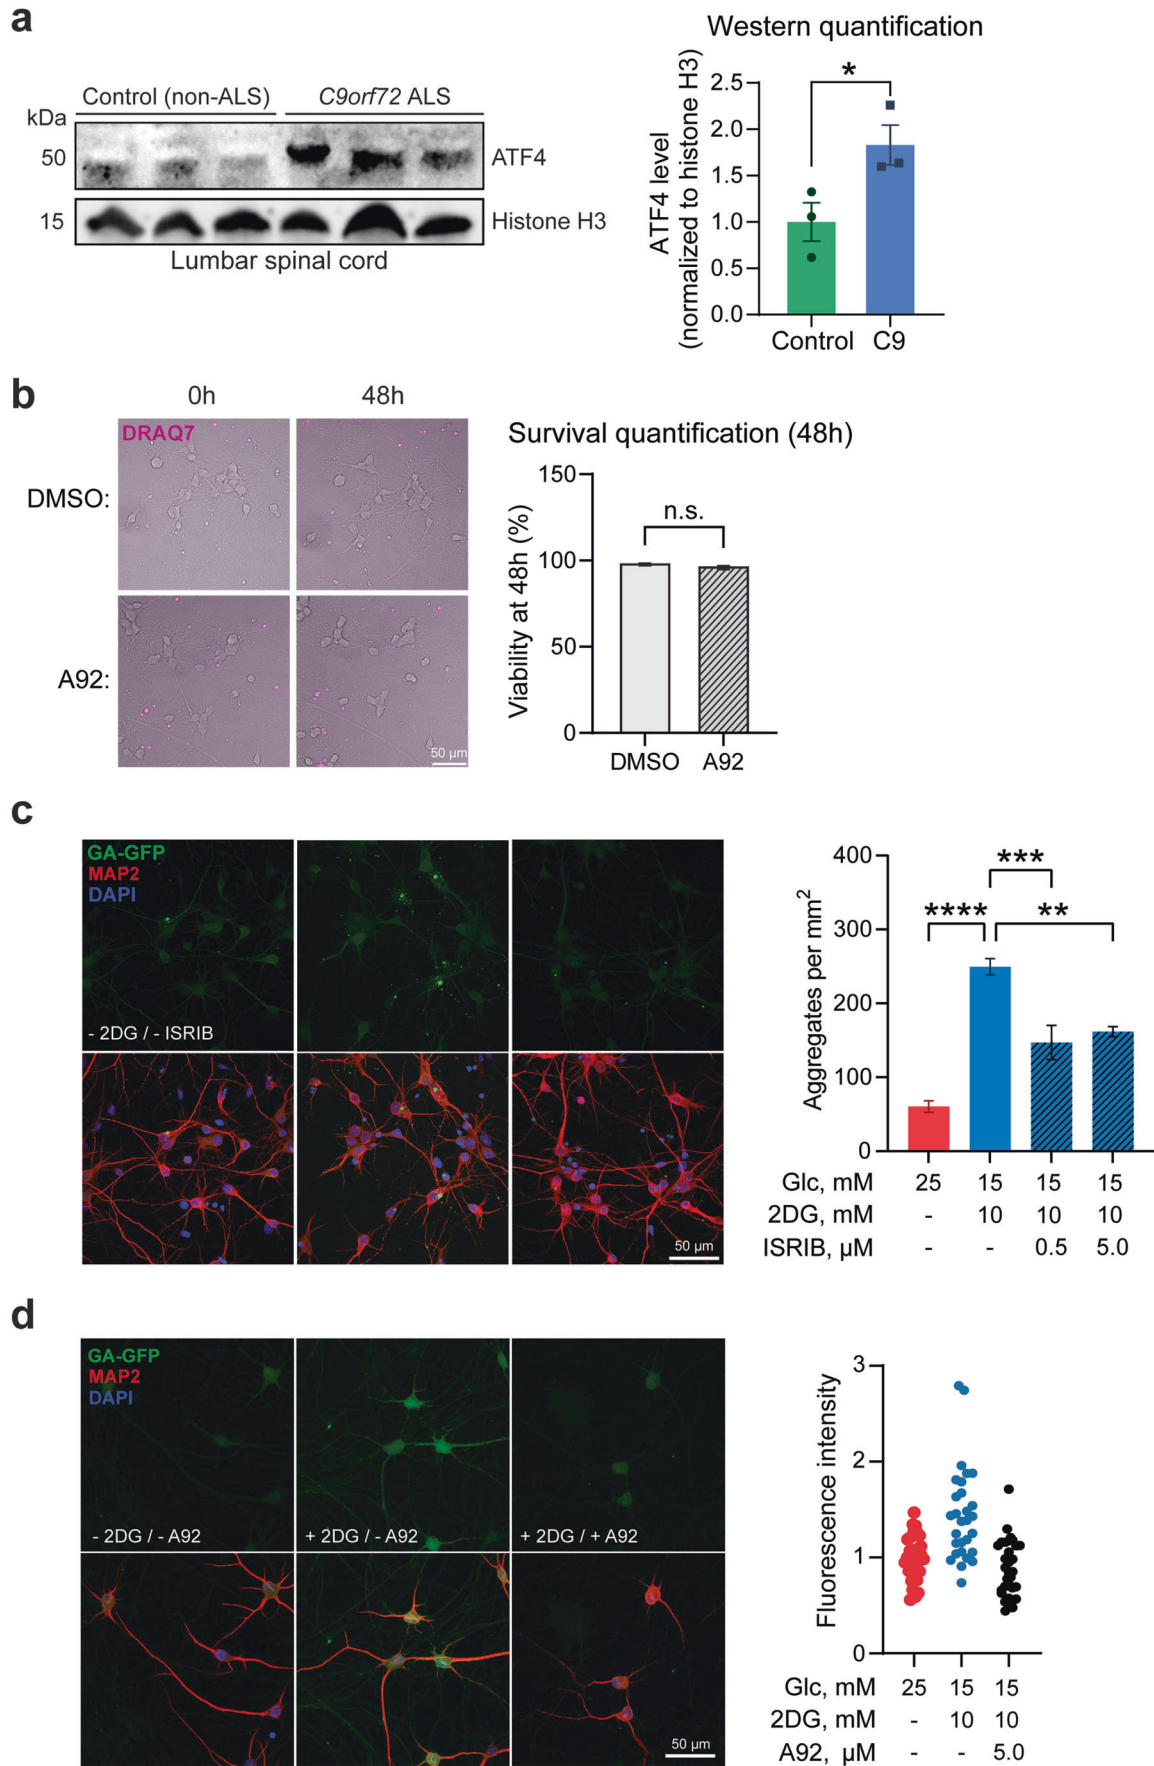 a
Control (non-ALS) C9orf72 ALS
kDa
50 ATF4
15 Histone H3
Lumbar spinal cord
Western quantification
ATF4 level
(normalized to histone H3)
2.5
2.0
1.5
1.0
0.5
0.0
*
Control C9
b
0h 48h
DRAQ7
DMSO:
A92:
50 µm
Survival quantification (48h)
Viability at 48h (%)
150
100
50
0
n.s.
DMSO A92
c
GA-GFP
MAP2
DAPI
- 2DG / - ISRIB
50 µm
Aggregates per mm²
400
300
200
100
0
***
**** **
Glc, mM 25 15 15 15
2DG, mM - 10 10 10
ISRIB, µM - - 0.5 5.0
d
GA-GFP
MAP2
DAPI
- 2DG / - A92 + 2DG / - A92 + 2DG / + A92
50 µm
Fluorescence intensity
3
2
1
0
Glc, mM 25 15 15
2DG, mM - 10 10
A92, µM - - 5.0